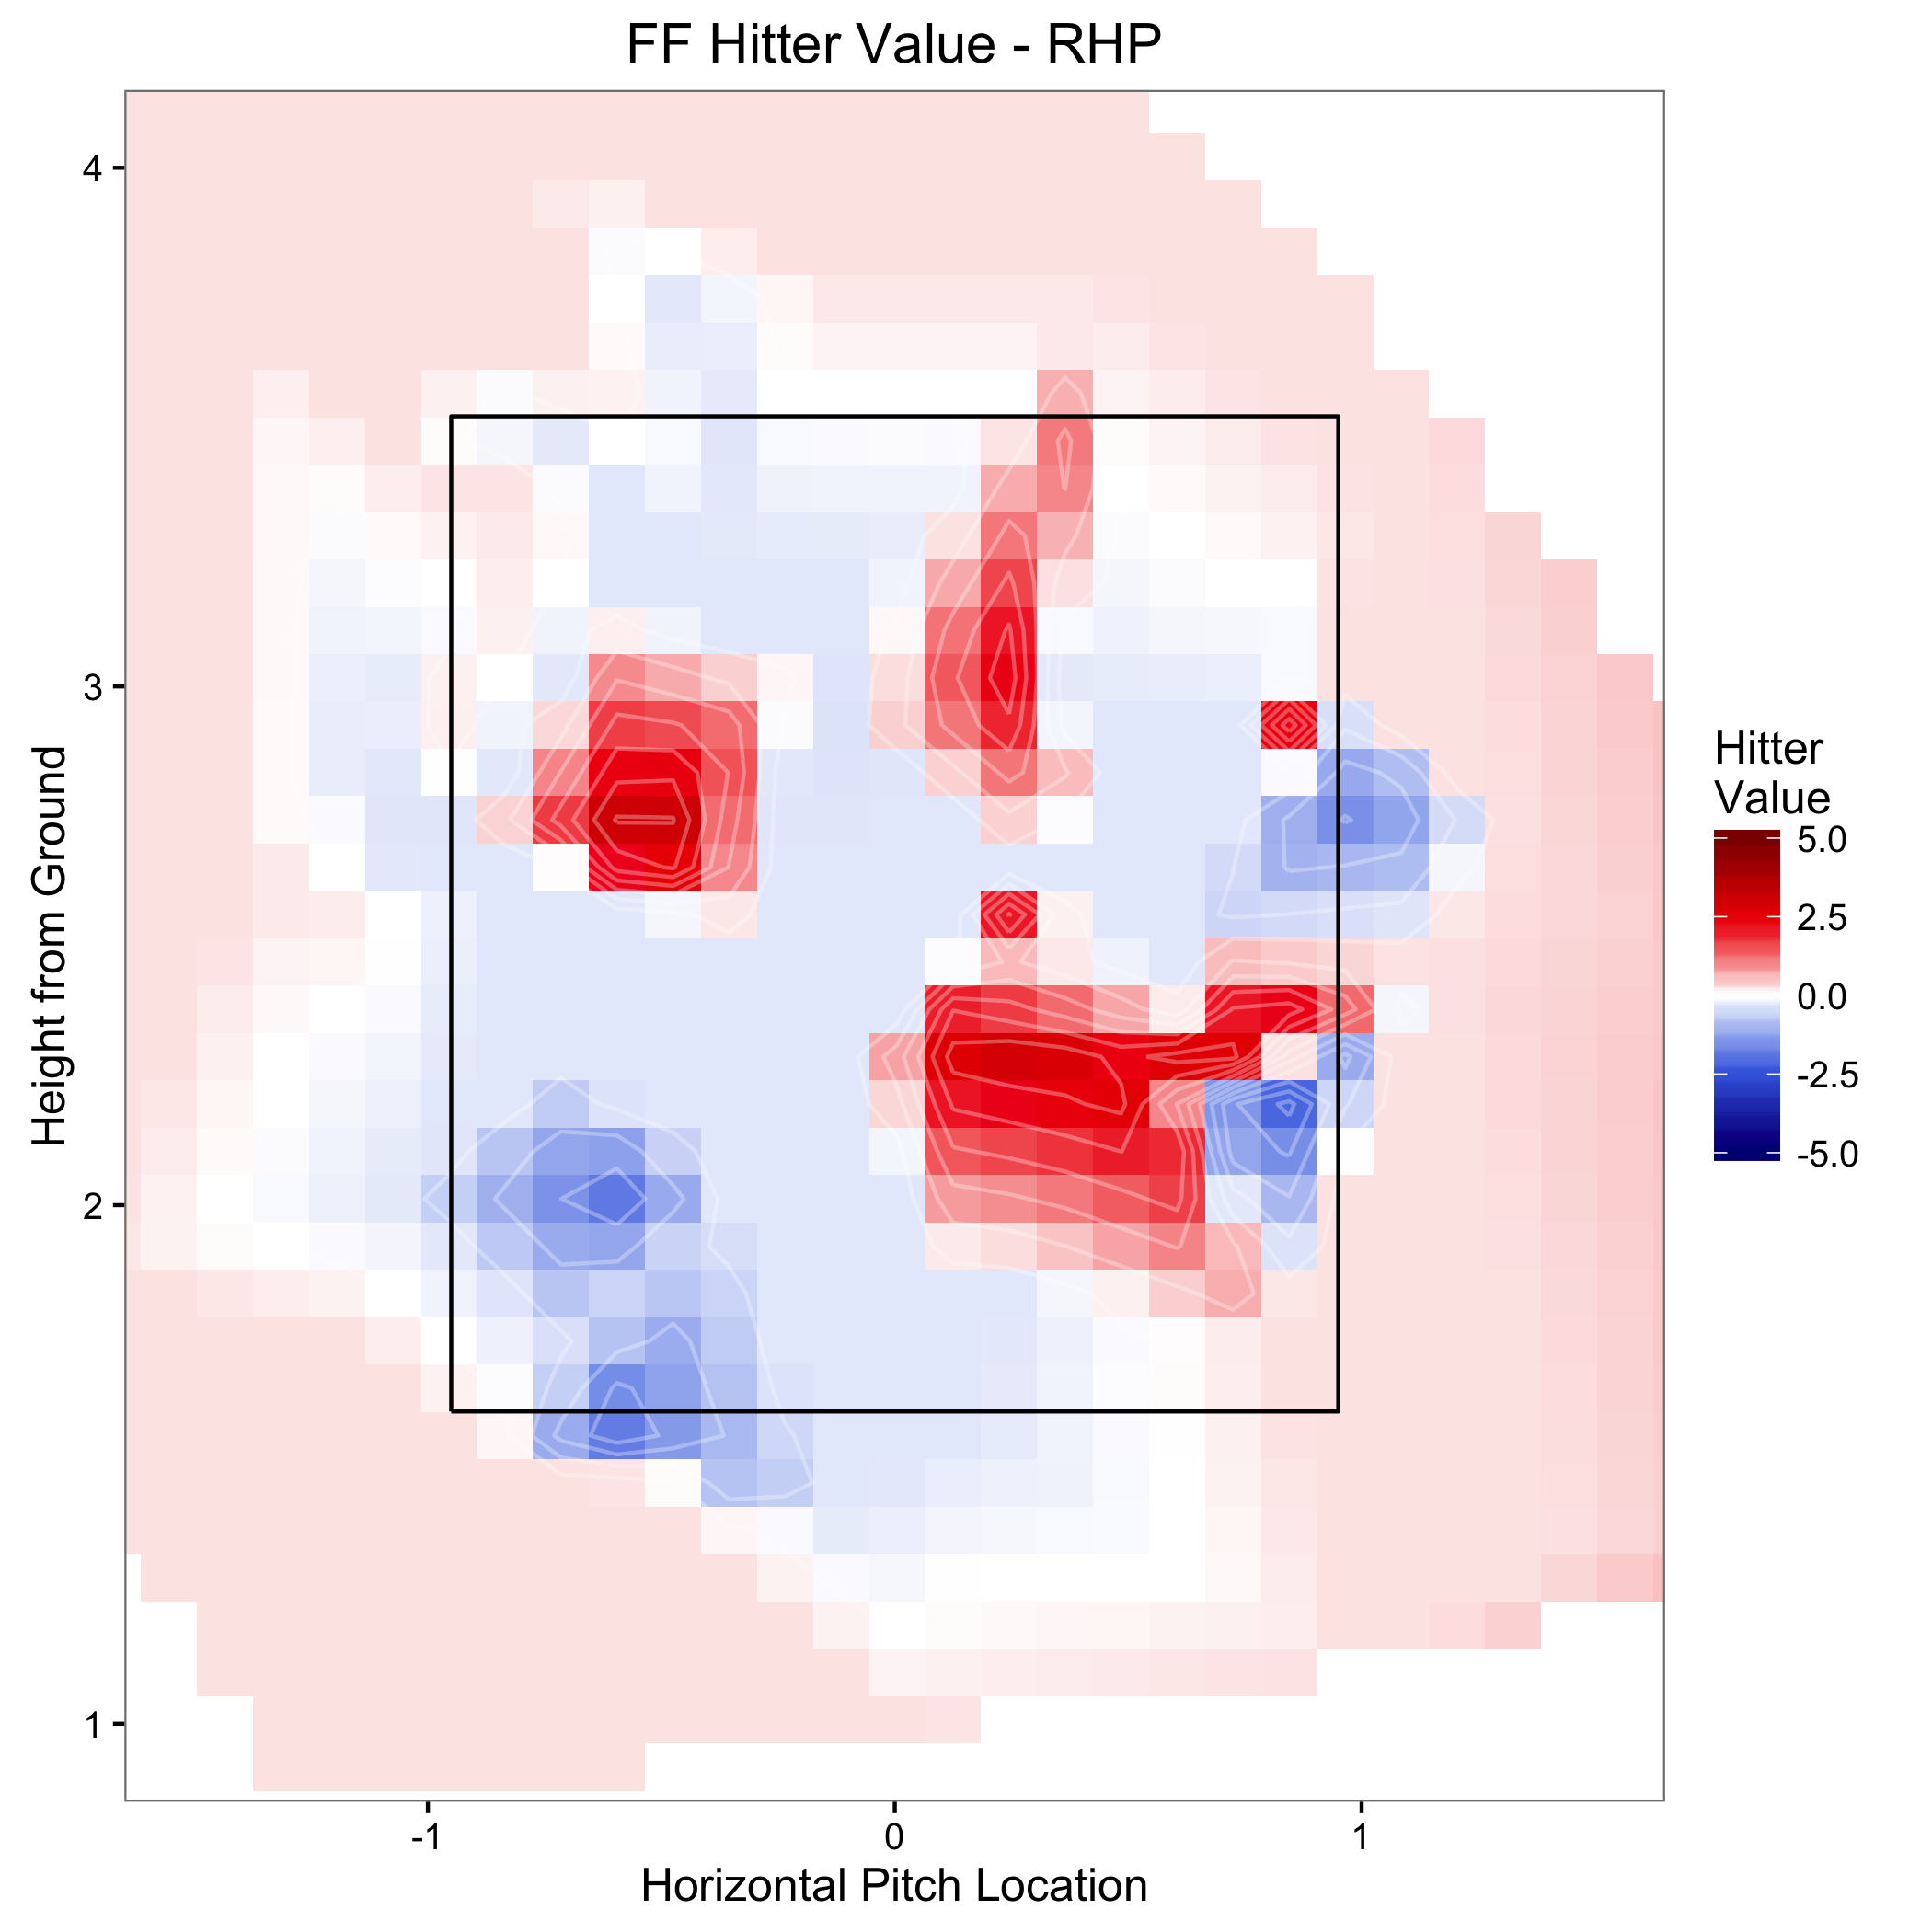 FF Hitter Value - RHP
4
3
2
1
Height from Ground
-1
0
1
Horizontal Pitch Location
Hitter
Value
5.0
2.5
0.0
-2.5
-5.0